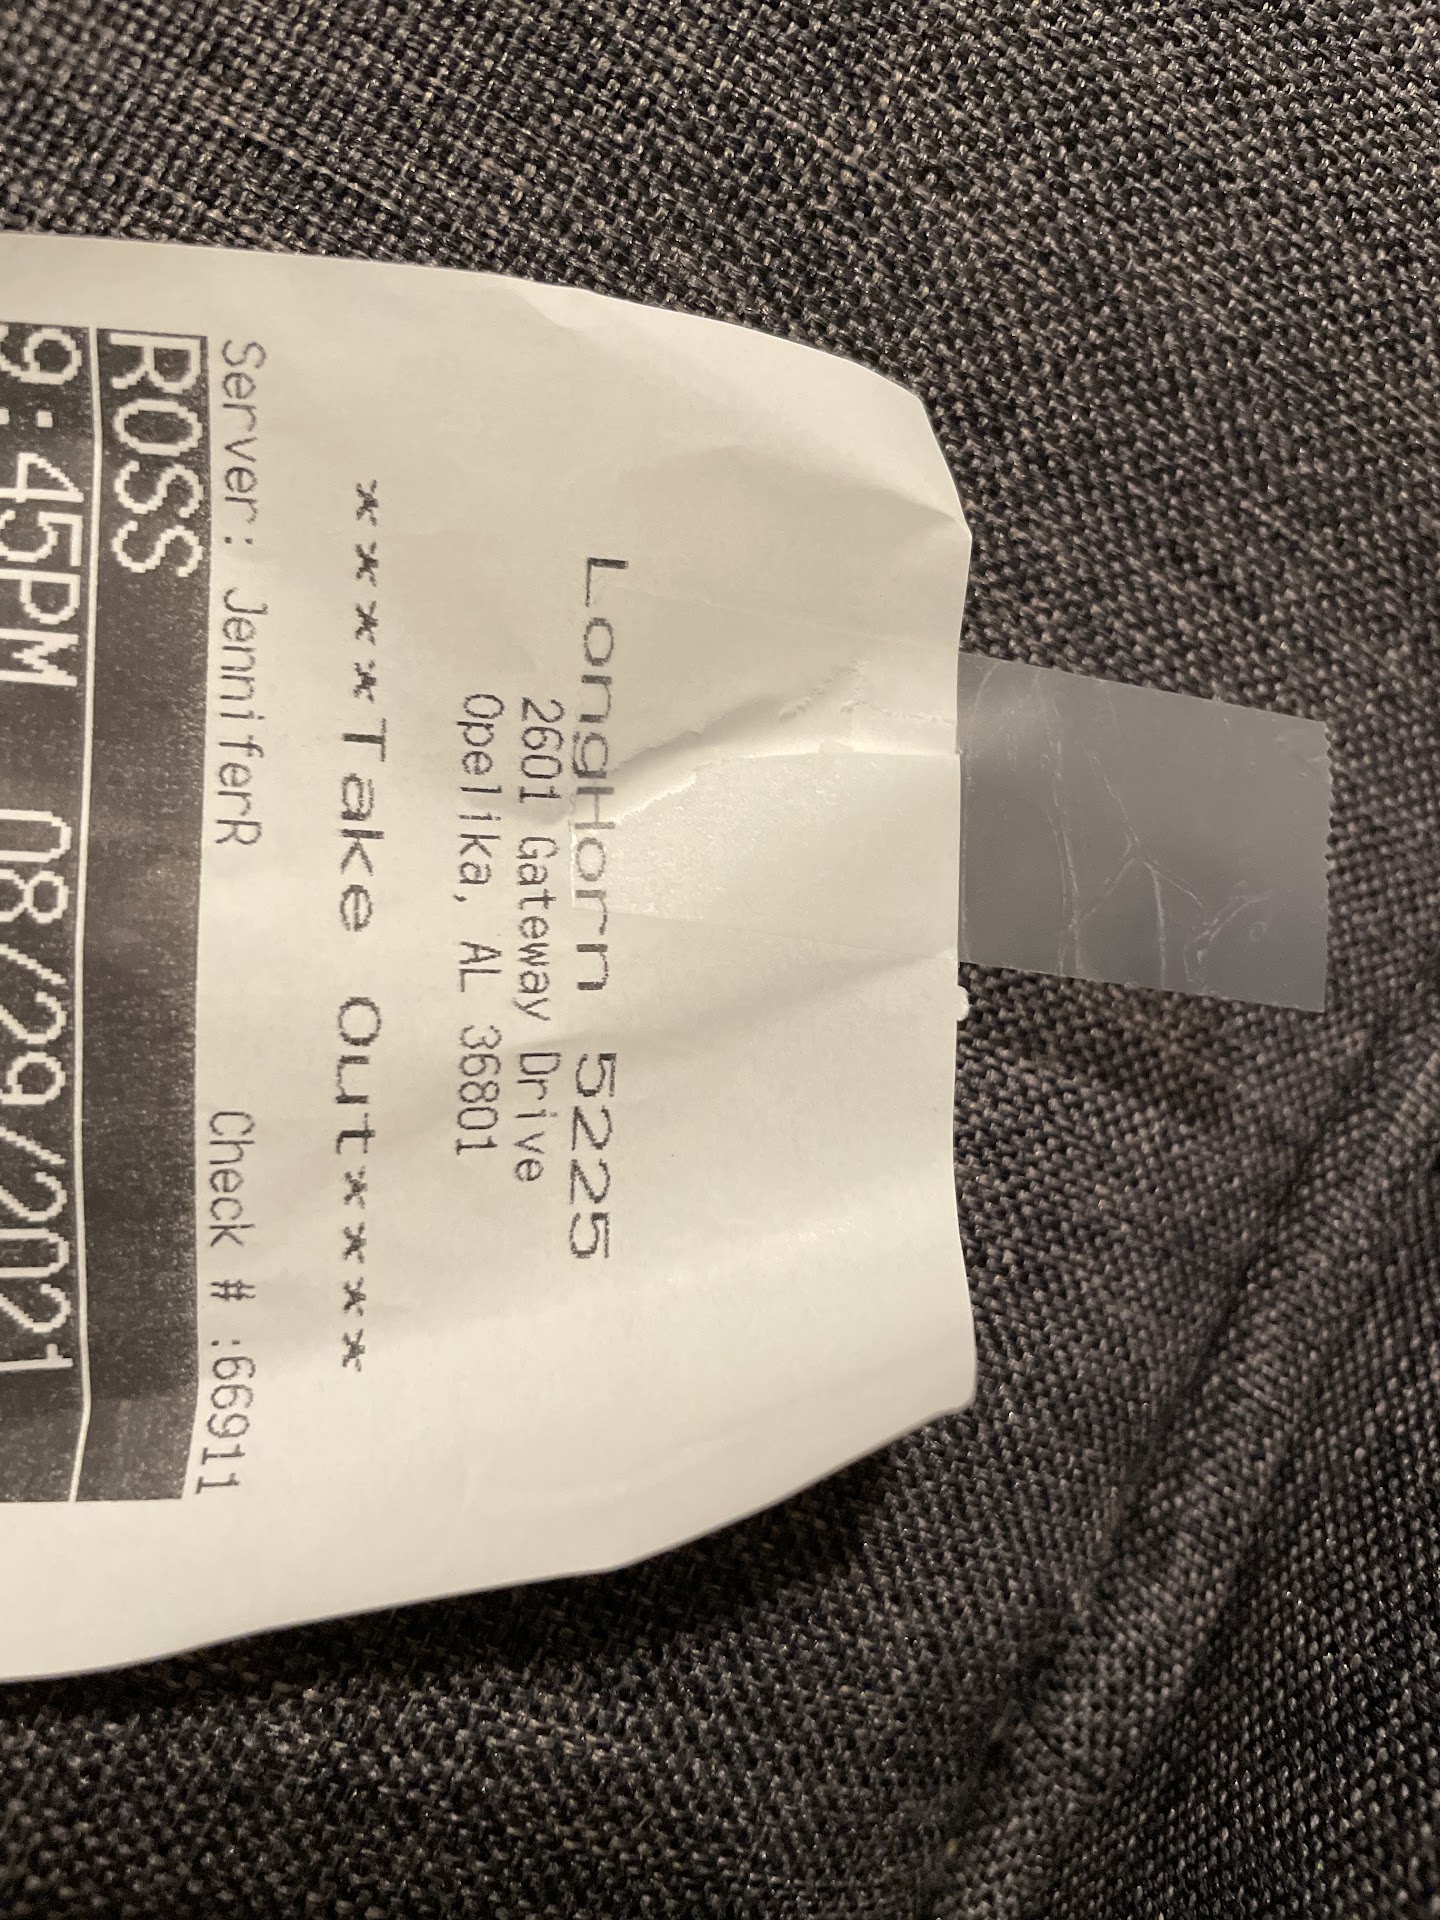 LongHorn 5225
2601 Gateway Drive
Opelika, AL 36801
****Take Out****
Server: JenniferR Check # :66911
ROSS
9:45PM 08/29/2021